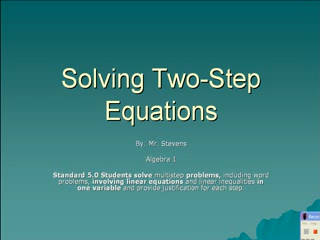 Solving Two-Step
Equations
By: Mr. Stevens
Algebra 1
Standard 5.0 Students solve multistep problems, including word
problems, involving linear equations and linear inequalities in
one variable and provide justification for each step.